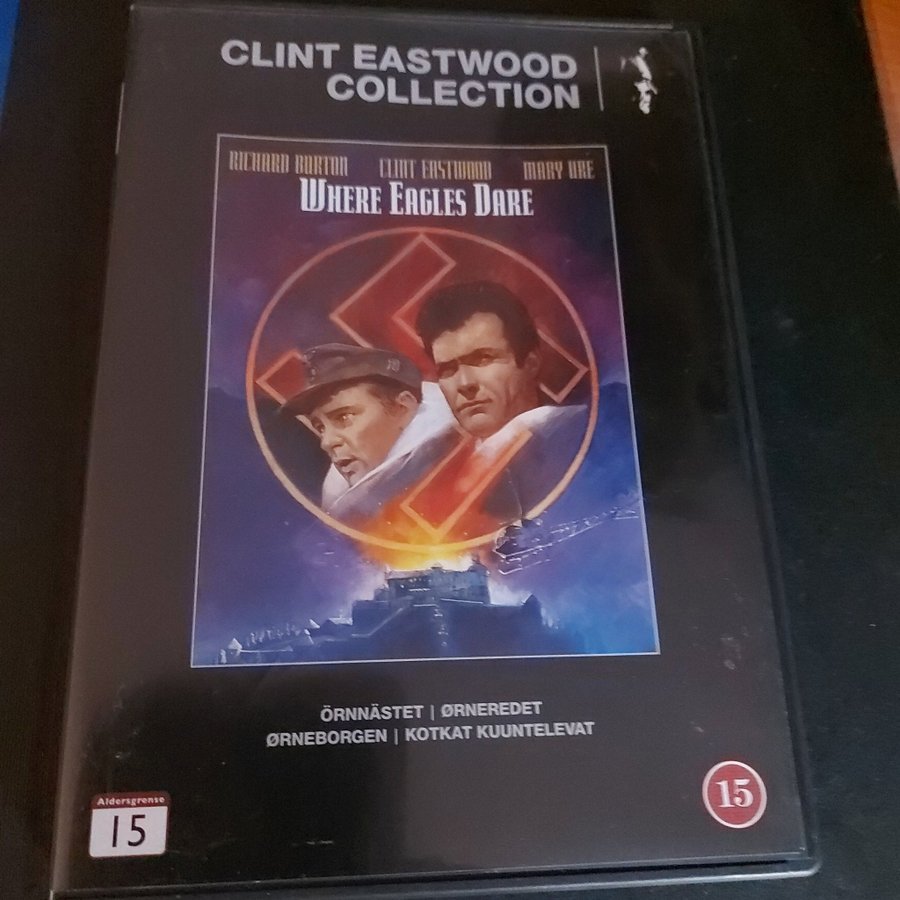 CLINT EASTWOOD
COLLECTION
RICHARD BURTON CLINT EASTWOOD MARY URE
WHERE EAGLES DARE
ÖRNNÄSTET | ØRNEREDET
ØRNEBORGEN | KOTKAT KUUNTELEVAT
Aldersgrense
15
15